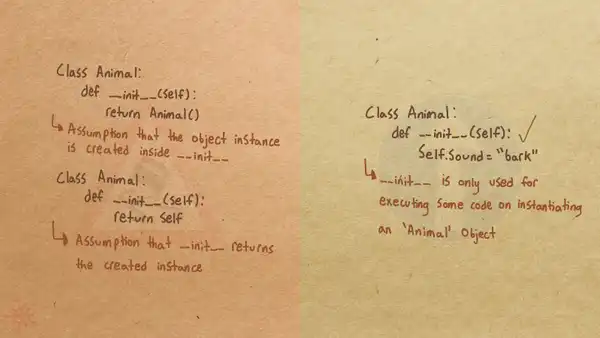 Class Animal:
def __init__(self):
return Animal()
↳ Assumption that the object instance
is created inside __init__
Class Animal:
def __init__(self):
return Self
↳ Assumption that __init__ returns
the created instance
Class Animal:
def __init__(self): ✓
Self.Sound = "bark"
↳ __init__ is only used for
executing some code on instantiating
an 'Animal' Object